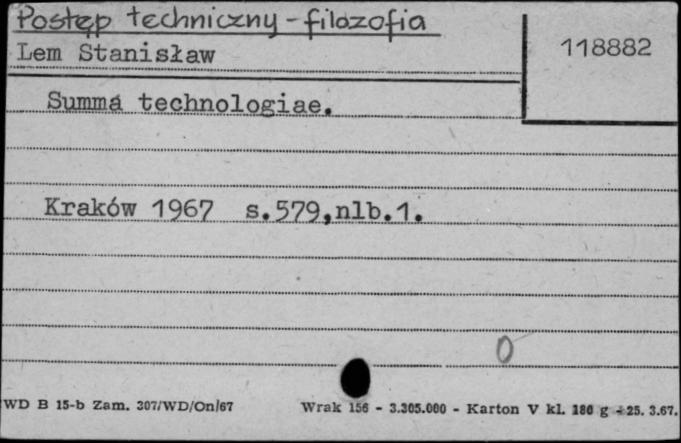 Postęp techniczny - filozofia
Lem Stanisław
118882
Summa technologiae.
Kraków 1967 s.579,nlb.1.
0
WD B 15-b Zam. 307/WD/On/67 Wrak 156 - 3.305.000 - Karton V kl. 180 g - 25. 3.67.